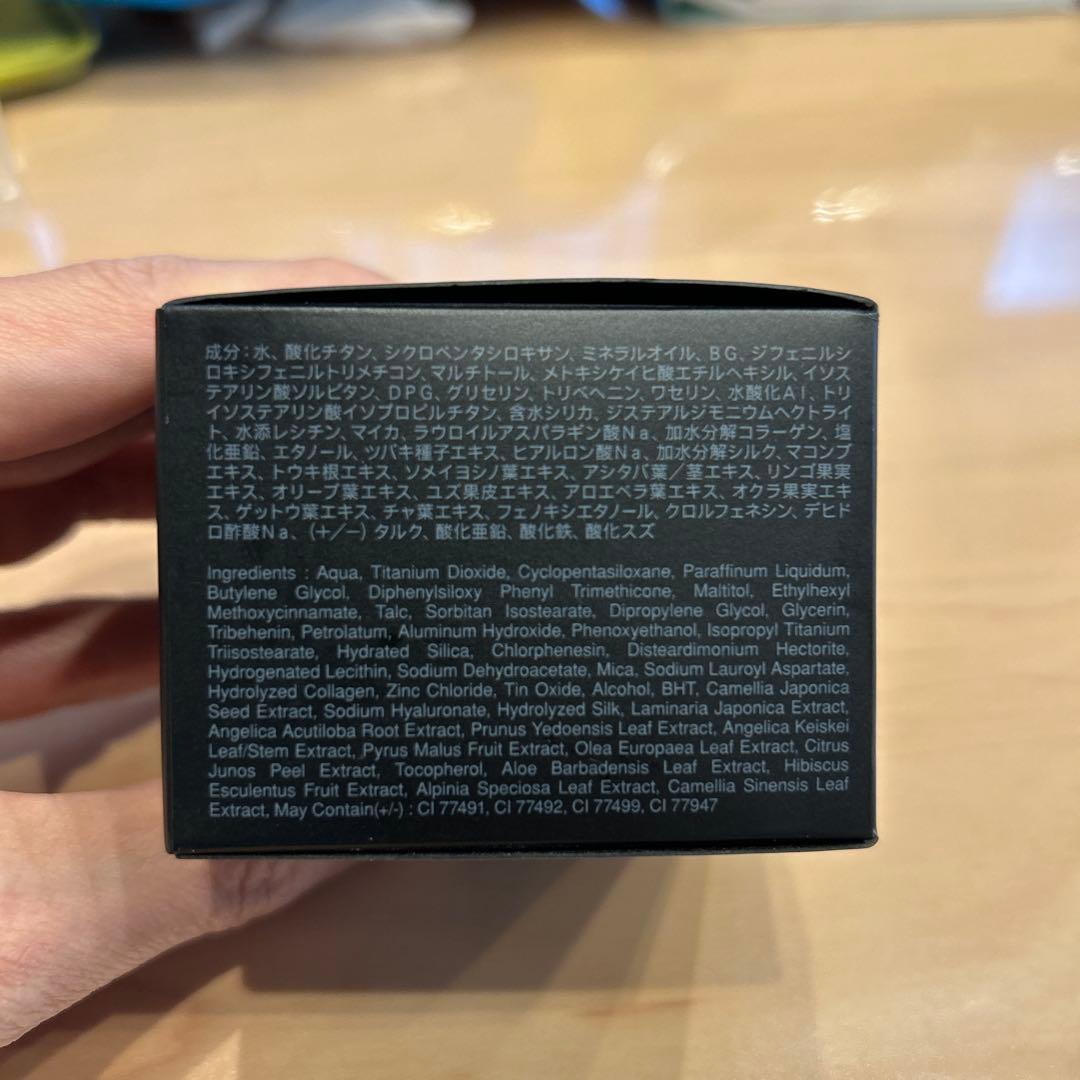 成分：水、酸化チタン、シクロペンタシロキサン、ミネラルオイル、BG、ジフェニルシ
ロキシフェニルトリメチコン、マルチトール、メトキシケイヒ酸エチルヘキシル、イソス
テアリン酸ソルビタン、DPG、グリセリン、トリベヘニン、ワセリン、水酸化Al、トリ
イソステアリン酸イソプロピルチタン、含水シリカ、ジステアルジモニウムヘクトライ
ト、水添レシチン、マイカ、ラウロイルアスパラギン酸Na、加水分解コラーゲン、塩
化亜鉛、エタノール、ツバキ種子エキス、ヒアルロン酸Na、加水分解シルク、マコンブ
エキス、トウキ根エキス、ソメイヨシノ葉エキス、アシタバ葉／茎エキス、リンゴ果実
エキス、オリーブ葉エキス、ユズ果皮エキス、アロエベラ葉エキス、オクラ果実エキ
ス、ゲットウ葉エキス、チャ葉エキス、フェノキシエタノール、クロルフェネシン、デヒド
ロ酢酸Na、（+／−）タルク、酸化亜鉛、酸化鉄、酸化スズ
Ingredients : Aqua, Titanium Dioxide, Cyclopentasiloxane, Paraffinum Liquidum,
Butylene Glycol, Diphenylsiloxy Phenyl Trimethicone, Maltitol, Ethylhexyl
Methoxycinnamate, Talc, Sorbitan Isostearate, Dipropylene Glycol, Glycerin,
Tribehenin, Petrolatum, Aluminum Hydroxide, Phenoxyethanol, Isopropyl Titanium
Triisostearate, Hydrated Silica, Chlorphenesin, Disteardimonium Hectorite,
Hydrogenated Lecithin, Sodium Dehydroacetate, Mica, Sodium Lauroyl Aspartate,
Hydrolyzed Collagen, Zinc Chloride, Tin Oxide, Alcohol, BHT, Camellia Japonica
Seed Extract, Sodium Hyaluronate, Hydrolyzed Silk, Laminaria Japonica Extract,
Angelica Acutiloba Root Extract, Prunus Yedoensis Leaf Extract, Angelica Keiskei
Leaf/Stem Extract, Pyrus Malus Fruit Extract, Olea Europaea Leaf Extract, Citrus
Junos Peel Extract, Tocopherol, Aloe Barbadensis Leaf Extract, Hibiscus
Esculentus Fruit Extract, Alpinia Speciosa Leaf Extract, Camellia Sinensis Leaf
Extract, May Contain(+/-) : CI 77491, CI 77492, CI 77499, CI 77947